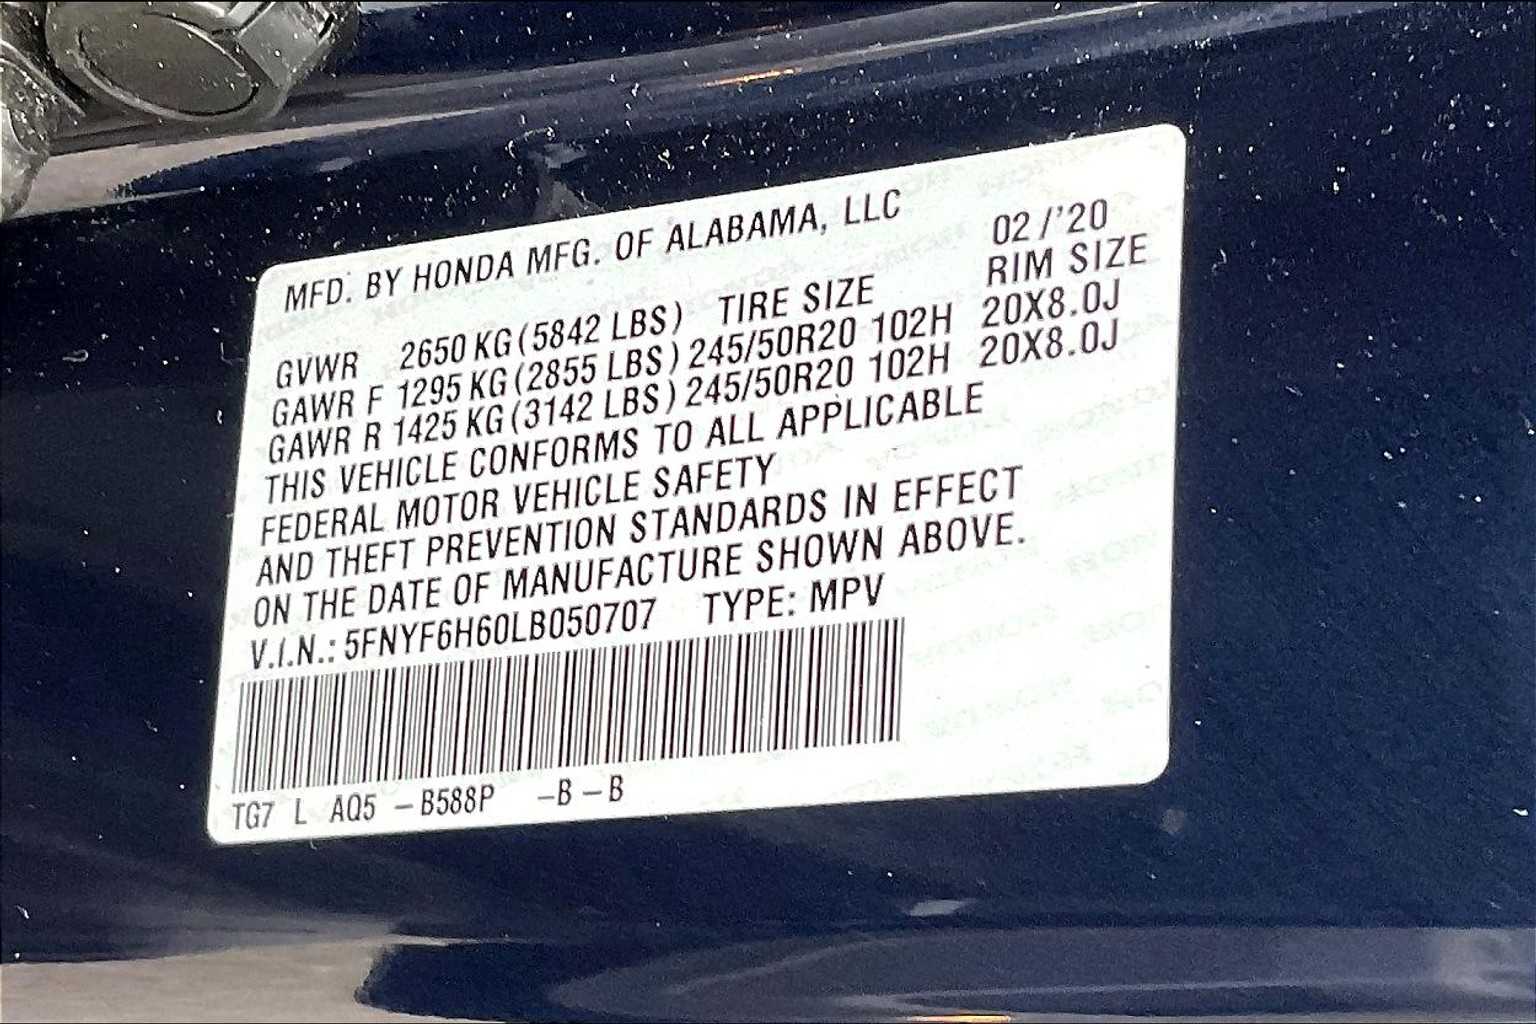 MFD. BY HONDA MFG. OF ALABAMA, LLC
02/'20
GVWR 2650 KG (5842 LBS) TIRE SIZE RIM SIZE
GAWR F 1295 KG (2855 LBS) 245/50R20 102H 20X8.0J
GAWR R 1425 KG (3142 LBS) 245/50R20 102H 20X8.0J
THIS VEHICLE CONFORMS TO ALL APPLICABLE
FEDERAL MOTOR VEHICLE SAFETY
AND THEFT PREVENTION STANDARDS IN EFFECT
ON THE DATE OF MANUFACTURE SHOWN ABOVE.
V.I.N.: 5FNYF6H60LB050707 TYPE: MPV
TG7 L AQ5 – B588P –B – B